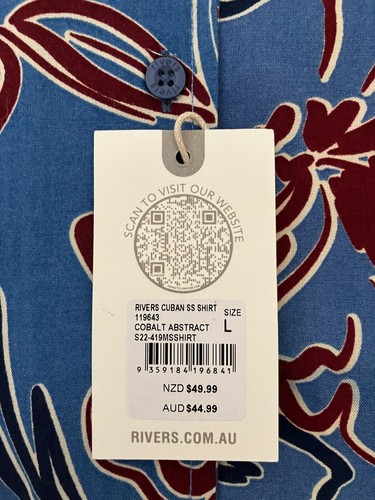 RIVERS
SCAN TO VISIT OUR WEBSITE
RIVERS CUBAN SS SHIRT
119643
COBALT ABSTRACT
S22-419MSSHIRT
SIZE
L
9 359184 196841
NZD $49.99
AUD $44.99
RIVERS.COM.AU